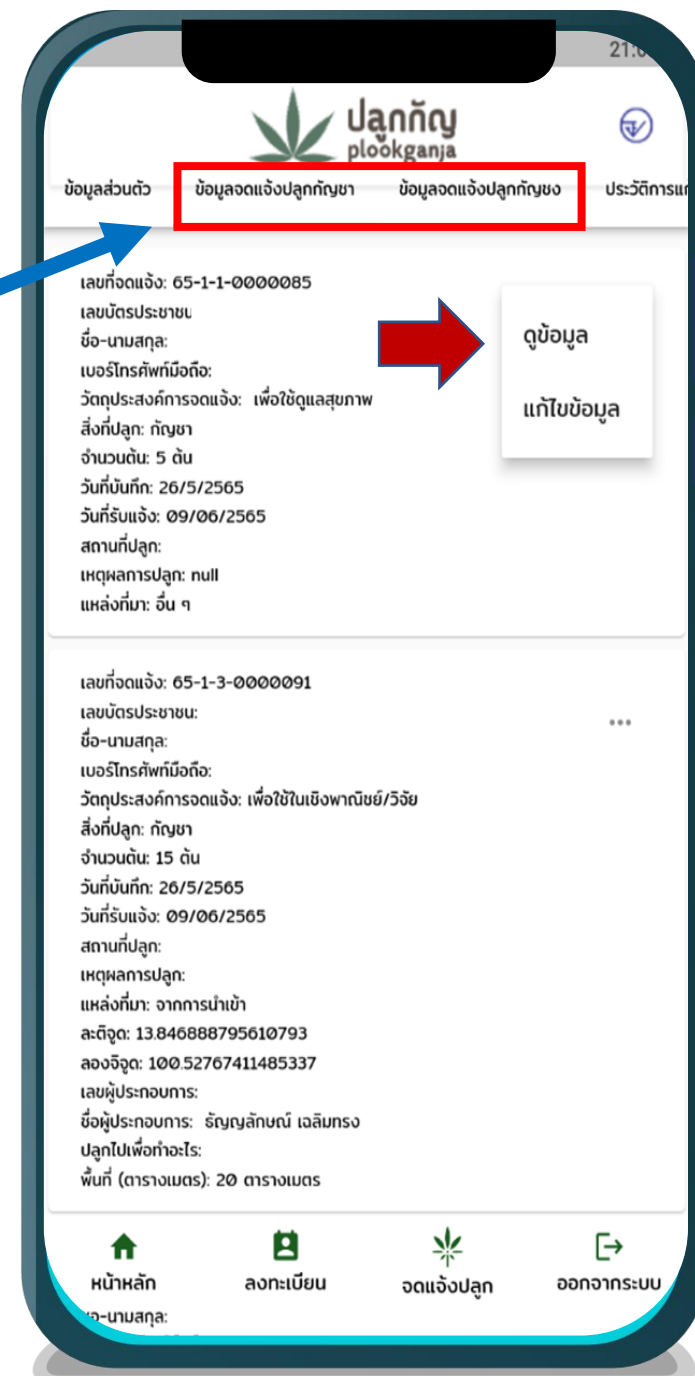 ปลูกกัญ
plookganja
ข้อมูลส่วนตัว ข้อมูลจดแจ้งปลูกกัญชา ข้อมูลจดแจ้งปลูกกัญชง ประวัติการ
เลขที่จดแจ้ง: 65-1-1-0000085
เลขบัตรประชาชน
ชื่อ-นามสกุล:
เบอร์โทรศัพท์มือถือ:
วัตถุประสงค์การจดแจ้ง: เพื่อใช้ดูแลสุขภาพ
สิ่งที่ปลูก: กัญชา
จำนวนต้น: 5 ต้น
วันที่บันทึก: 26/5/2565
วันที่รับแจ้ง: 09/06/2565
สถานที่ปลูก:
เหตุผลการปลูก: null
แหล่งที่มา: อื่น ๆ
ดูข้อมูล
แก้ไขข้อมูล
เลขที่จดแจ้ง: 65-1-3-0000091
เลขบัตรประชาชน:
ชื่อ-นามสกุล:
เบอร์โทรศัพท์มือถือ:
วัตถุประสงค์การจดแจ้ง: เพื่อใช้ในเชิงพาณิชย์/วิจัย
สิ่งที่ปลูก: กัญชา
จำนวนต้น: 15 ต้น
วันที่บันทึก: 26/5/2565
วันที่รับแจ้ง: 09/06/2565
สถานที่ปลูก:
เหตุผลการปลูก:
แหล่งที่มา: จากการนำเข้า
ละติจูด: 13.846888795610793
ลองจิจูด: 100.52767411485337
เลขผู้ประกอบการ:
ชื่อผู้ประกอบการ: ธัญญลักษณ์ เฉลิมทรง
ปลูกไปเพื่อทำอะไร:
พื้นที่ (ตารางเมตร): 20 ตารางเมตร
หน้าหลัก ลงทะเบียน จดแจ้งปลูก ออกจากระบบ
-นามสกุล: